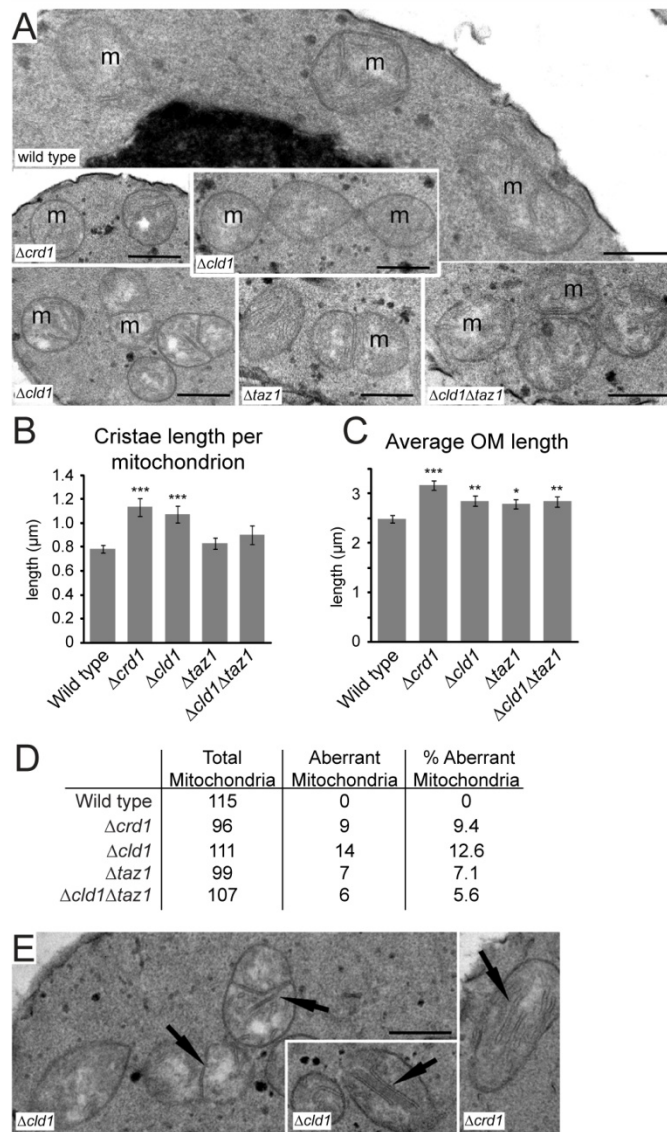 A
m
m
wild type
m
m
Δcrd1
m
m
Δcld1
m
m
Δcld1
m
Δtaz1
m
m
Δcld1Δtaz1
B
Cristae length per
mitochondrion
1.4
1.2
1.0
0.8
0.6
0.4
0.2
0
length (µm)
***
***
Wild type
Δcrd1
Δcld1
Δtaz1
Δcld1Δtaz1
C
Average OM length
3
2
1
0
length (µm)
***
**
*
**
Wild type
Δcrd1
Δcld1
Δtaz1
Δcld1Δtaz1
D
Total Mitochondria
Aberrant Mitochondria
% Aberrant Mitochondria
Wild type 115 0 0
Δcrd1 96 9 9.4
Δcld1 111 14 12.6
Δtaz1 99 7 7.1
Δcld1Δtaz1 107 6 5.6
E
Δcld1
Δcld1
Δcrd1